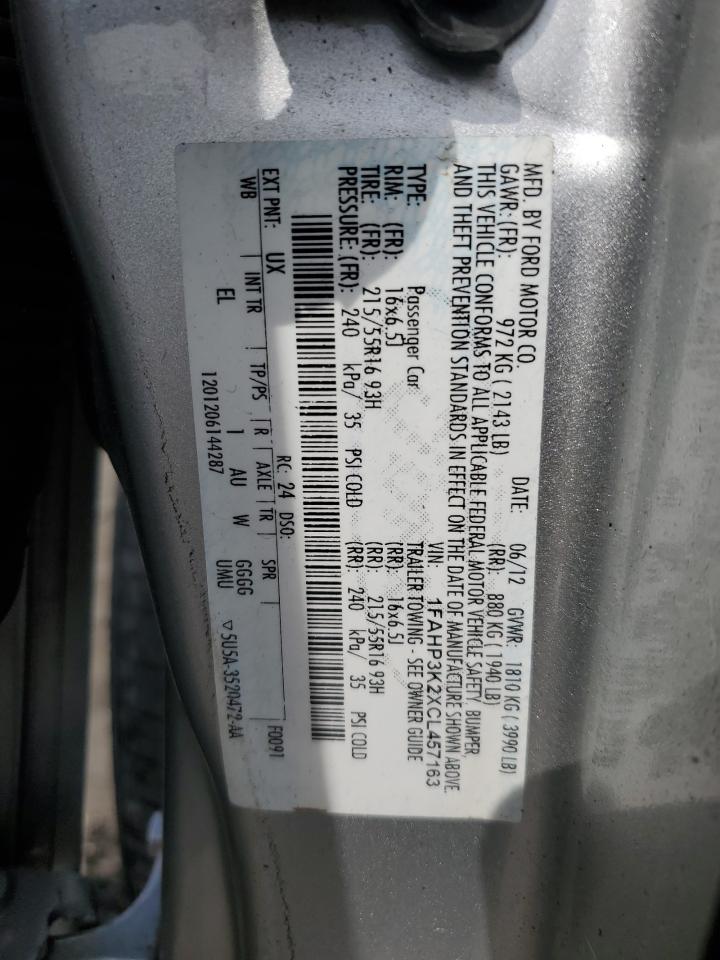 MFD. BY FORD MOTOR CO.
DATE: 06/12 GVWR: 1810 KG ( 3990 LB)
GAWR: (FR): 972 KG ( 2143 LB) (RR): 880 KG ( 1940 LB)
THIS VEHICLE CONFORMS TO ALL APPLICABLE FEDERAL MOTOR VEHICLE SAFETY, BUMPER,
AND THEFT PREVENTION STANDARDS IN EFFECT ON THE DATE OF MANUFACTURE SHOWN ABOVE.
VIN: 1FAHP3K2XCL457163
TYPE: Passenger Car TRAILER TOWING - SEE OWNER GUIDE
RIM: (FR): 16x6.5J (RR): 16x6.5J
TIRE: (FR): 215/55R16 93H (RR): 215/55R16 93H
PRESSURE: (FR): 240 kPa/ 35 PSI COLD (RR): 240 kPa/ 35 PSI COLD
EXT PNT: UX RC: 24 DSO: F0091
WB INT TR TP/PS R AXLE TR SPR
EL 1 AU W GGGG
1201206144287 UMU ▽5U5A-3520472-AA